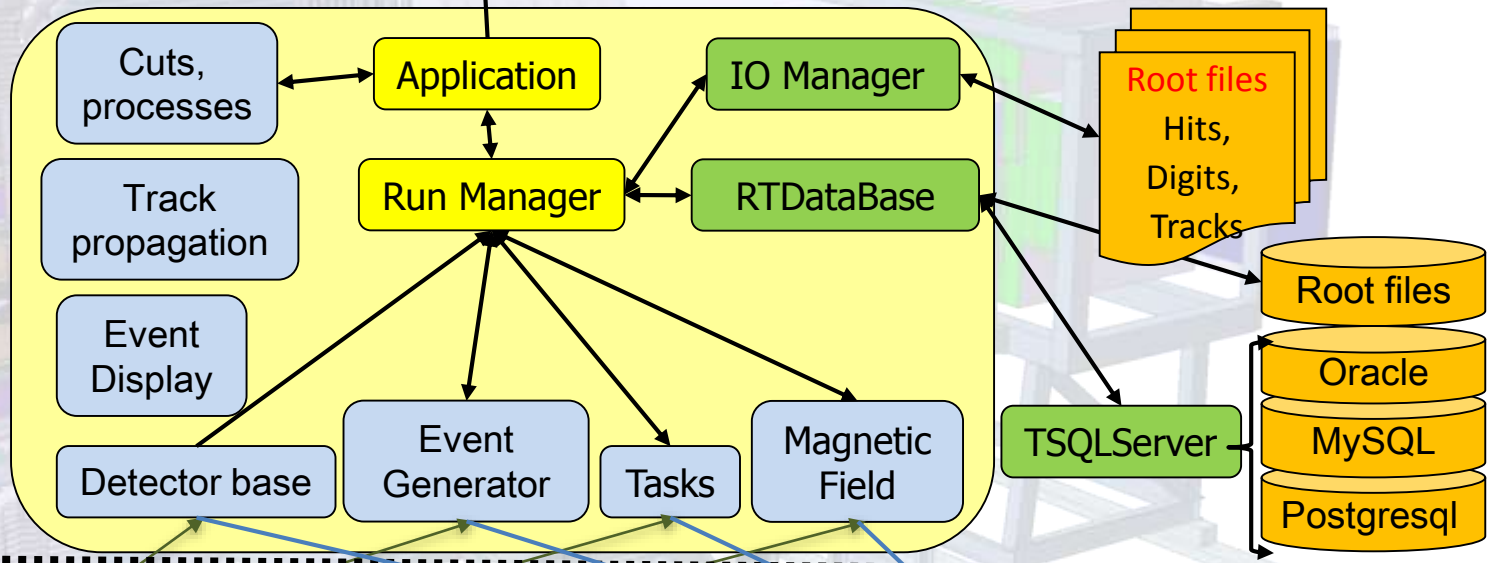 Cuts,
processes
Application
IO Manager
Root files
Hits,
Digits,
Tracks
Track
propagation
Run Manager
RTDataBase
Root files
Event
Display
Oracle
MySQL
Postgresql
TSQLServer
Detector base
Event
Generator
Tasks
Magnetic
Field